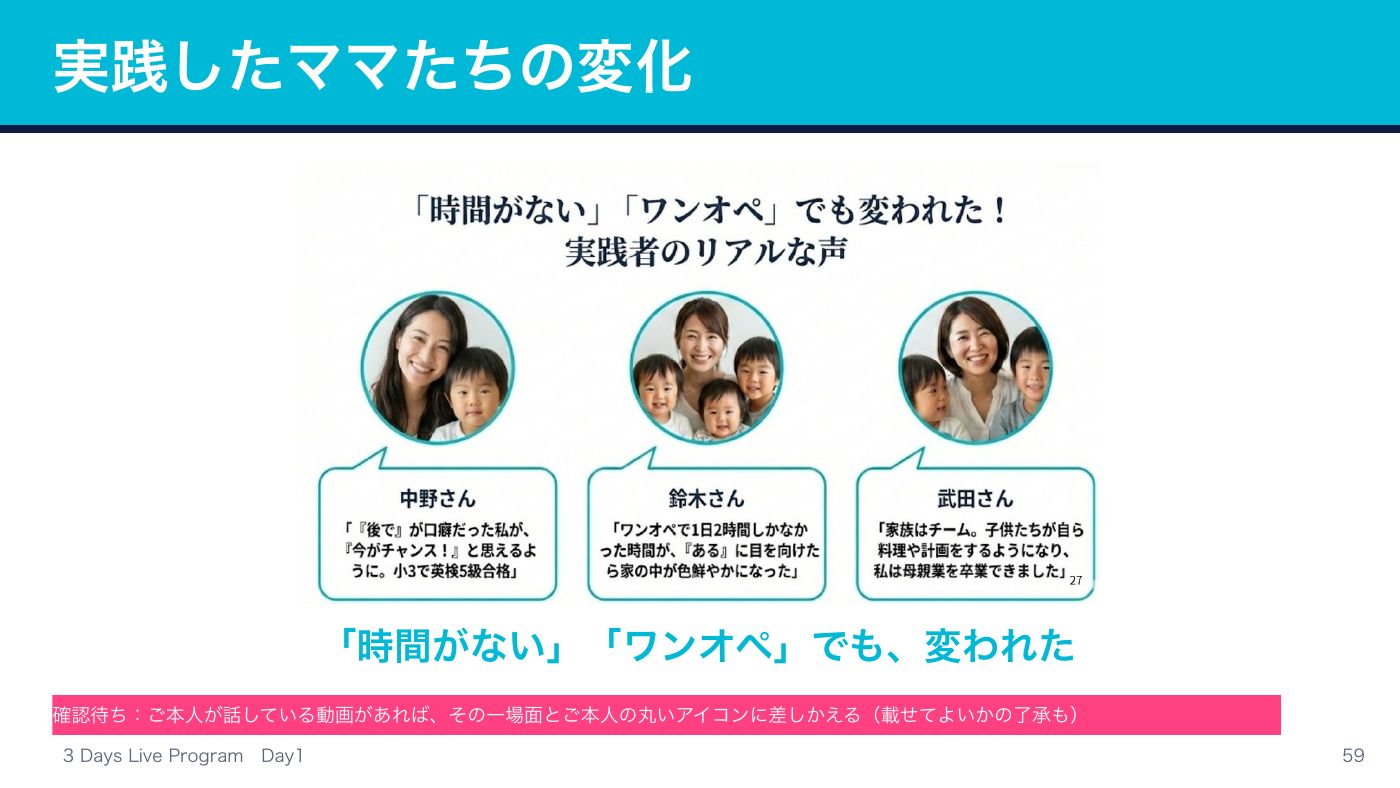 実践したママたちの変化
「時間がない」「ワンオペ」でも変われた！
実践者のリアルな声
中野さん
「『後で』が口癖だった私が、
『今がチャンス！』と思えるよ
うに。小3で英検5級合格」
鈴木さん
「ワンオペで1日2時間しかなか
った時間が、『ある』に目を向けた
ら家の中が色鮮やかになった」
武田さん
「家族はチーム。子供たちが自ら
料理や計画をするようになり、
私は母親業を卒業できました」
27
「時間がない」「ワンオペ」でも、変われた
確認待ち：ご本人が話している動画があれば、その一場面とご本人の丸いアイコンに差しかえる（載せてよいかの了承も）
3 Days Live Program　Day1
59